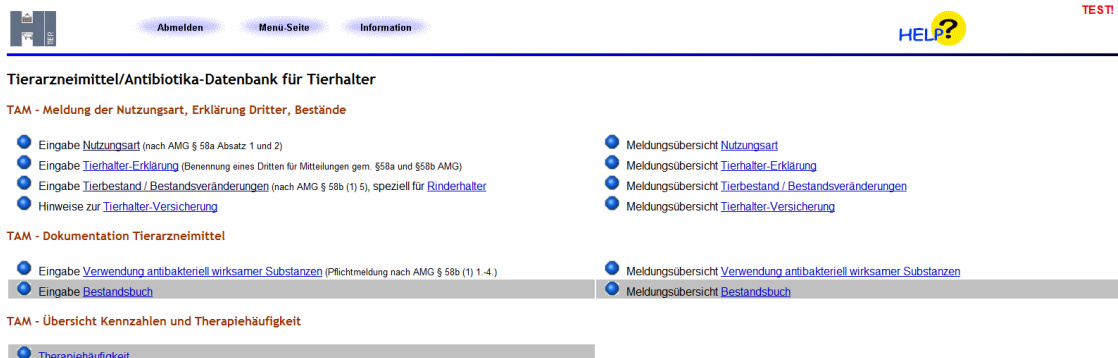 TEST!
TIER
Abmelden Menü-Seite Information
HELP?
Tierarzneimittel/Antibiotika-Datenbank für Tierhalter
TAM - Meldung der Nutzungsart, Erklärung Dritter, Bestände
Eingabe Nutzungsart (nach AMG § 58a Absatz 1 und 2) Meldungsübersicht Nutzungsart
Eingabe Tierhalter-Erklärung (Benennung eines Dritten für Mitteilungen gem. §58a und §58b AMG) Meldungsübersicht Tierhalter-Erklärung
Eingabe Tierbestand / Bestandsveränderungen (nach AMG § 58b (1) 5), speziell für Rinderhalter Meldungsübersicht Tierbestand / Bestandsveränderungen
Hinweise zur Tierhalter-Versicherung Meldungsübersicht Tierhalter-Versicherung
TAM - Dokumentation Tierarzneimittel
Eingabe Verwendung antibakteriell wirksamer Substanzen (Pflichtmeldung nach AMG § 58b (1) 1.-4.) Meldungsübersicht Verwendung antibakteriell wirksamer Substanzen
Eingabe Bestandsbuch Meldungsübersicht Bestandsbuch
TAM - Übersicht Kennzahlen und Therapiehäufigkeit
Therapiehäufigkeit